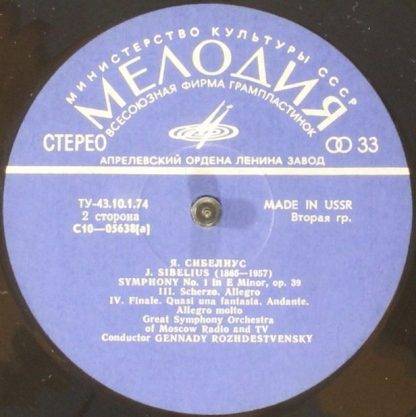 МИНИСТЕРСТВО КУЛЬТУРЫ СССР
МЕЛОДИЯ
ВСЕСОЮЗНАЯ ФИРМА ГРАМПЛАСТИНОК
СТЕРЕО
33
АПРЕЛЕВСКИЙ ОРДЕНА ЛЕНИНА ЗАВОД
ТУ-43.10.1.74
2 сторона
С10—05638(а)
MADE IN USSR
Вторая гр.
Я. СИБЕЛИУС
J. SIBELIUS (1865-1957)
SYMPHONY No. 1 in E Minor, op. 39
III. Scherzo. Allegro
IV. Finale. Quasi una fantasia. Andante.
Allegro molto
Great Symphony Orchestra
of Moscow Radio and TV
Conductor GENNADY ROZHDESTVENSKY